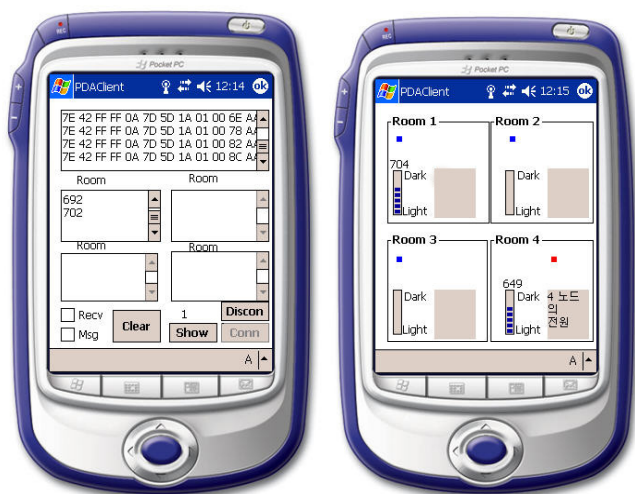 REC
Pocket PC
PDAClient
12:14
ok
7E 42 FF FF 0A 7D 5D 1A 01 00 6E AA
7E 42 FF FF 0A 7D 5D 1A 01 00 78 AA
7E 42 FF FF 0A 7D 5D 1A 01 00 82 AA
7E 42 FF FF 0A 7D 5D 1A 01 00 8C AA
Room
Room
692
702
Room
Room
Recv
Msg
Clear
1
Discon
Show
Conn
A
REC
Pocket PC
PDAClient
12:15
ok
Room 1
Room 2
704
Dark
Light
Dark
Light
Room 3
Room 4
Dark
Light
649
Dark
Light
4 노드
의
전원
A